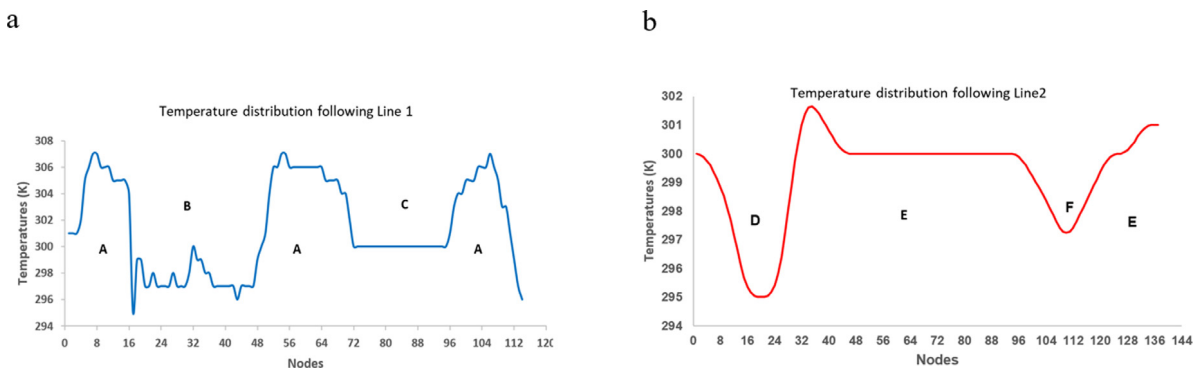 a
Temperature distribution following Line 1
Temperatures (K)
308
306
304
302
300
298
296
294
B
C
A
A
A
0 8 16 24 32 40 48 56 64 72 80 88 96 104 112 120
Nodes
b
Temperature distribution following Line2
Temperatures (K)
302
301
300
299
298
297
296
295
294
D
E
F
E
0 8 16 24 32 40 48 56 64 72 80 88 96 104 112 120 128 136 144
Nodes